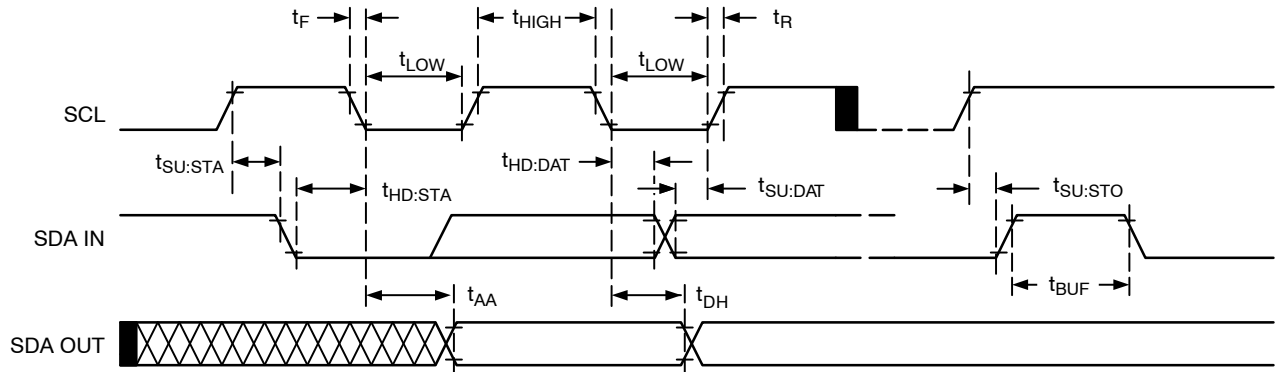 tF
tHIGH
tR
tLOW
tLOW
SCL
tSU:STA
tHD:STA
tHD:DAT
tSU:DAT
tSU:STO
SDA IN
tBUF
tAA
tDH
SDA OUT